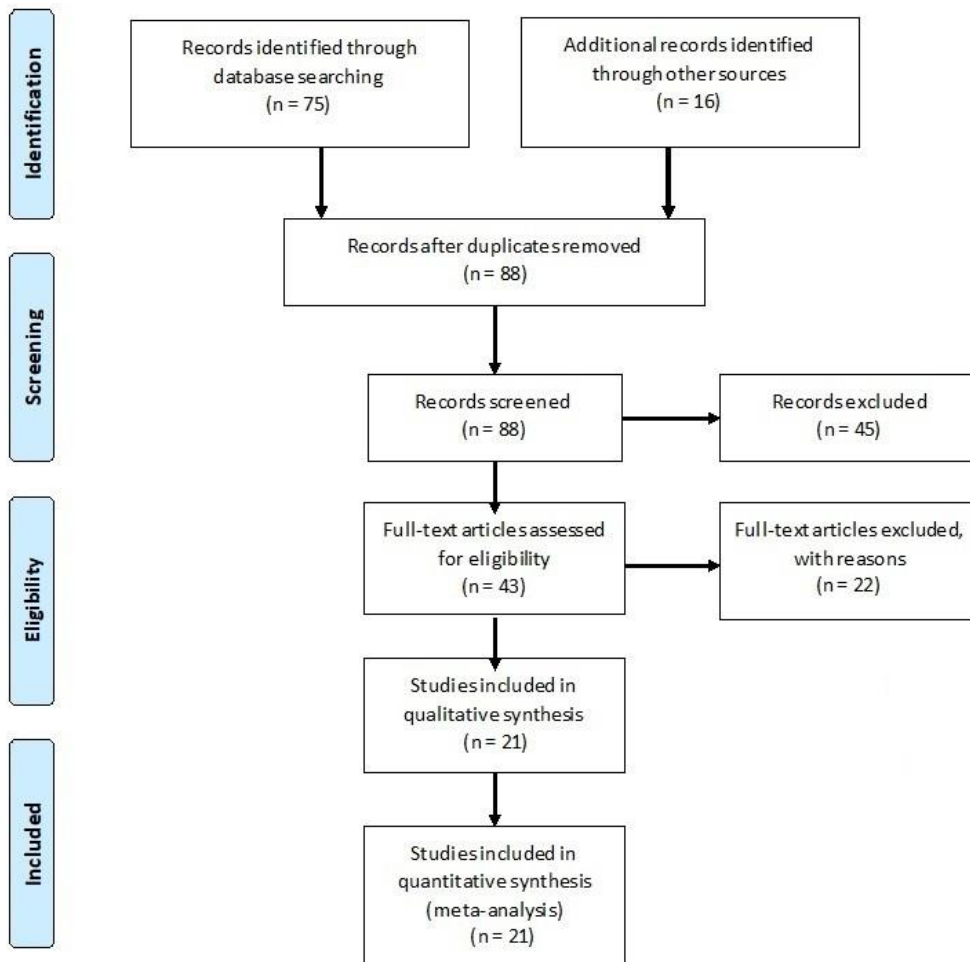 Identification
Records identified through
database searching
(n = 75)
Additional records identified
through other sources
(n = 16)
Records after duplicates removed
(n = 88)
Screening
Records screened
(n = 88)
Records excluded
(n = 45)
Eligibility
Full-text articles assessed
for eligibility
(n = 43)
Full-text articles excluded,
with reasons
(n = 22)
Studies included in
qualitative synthesis
(n = 21)
Included
Studies included in
quantitative synthesis
(meta-analysis)
(n = 21)